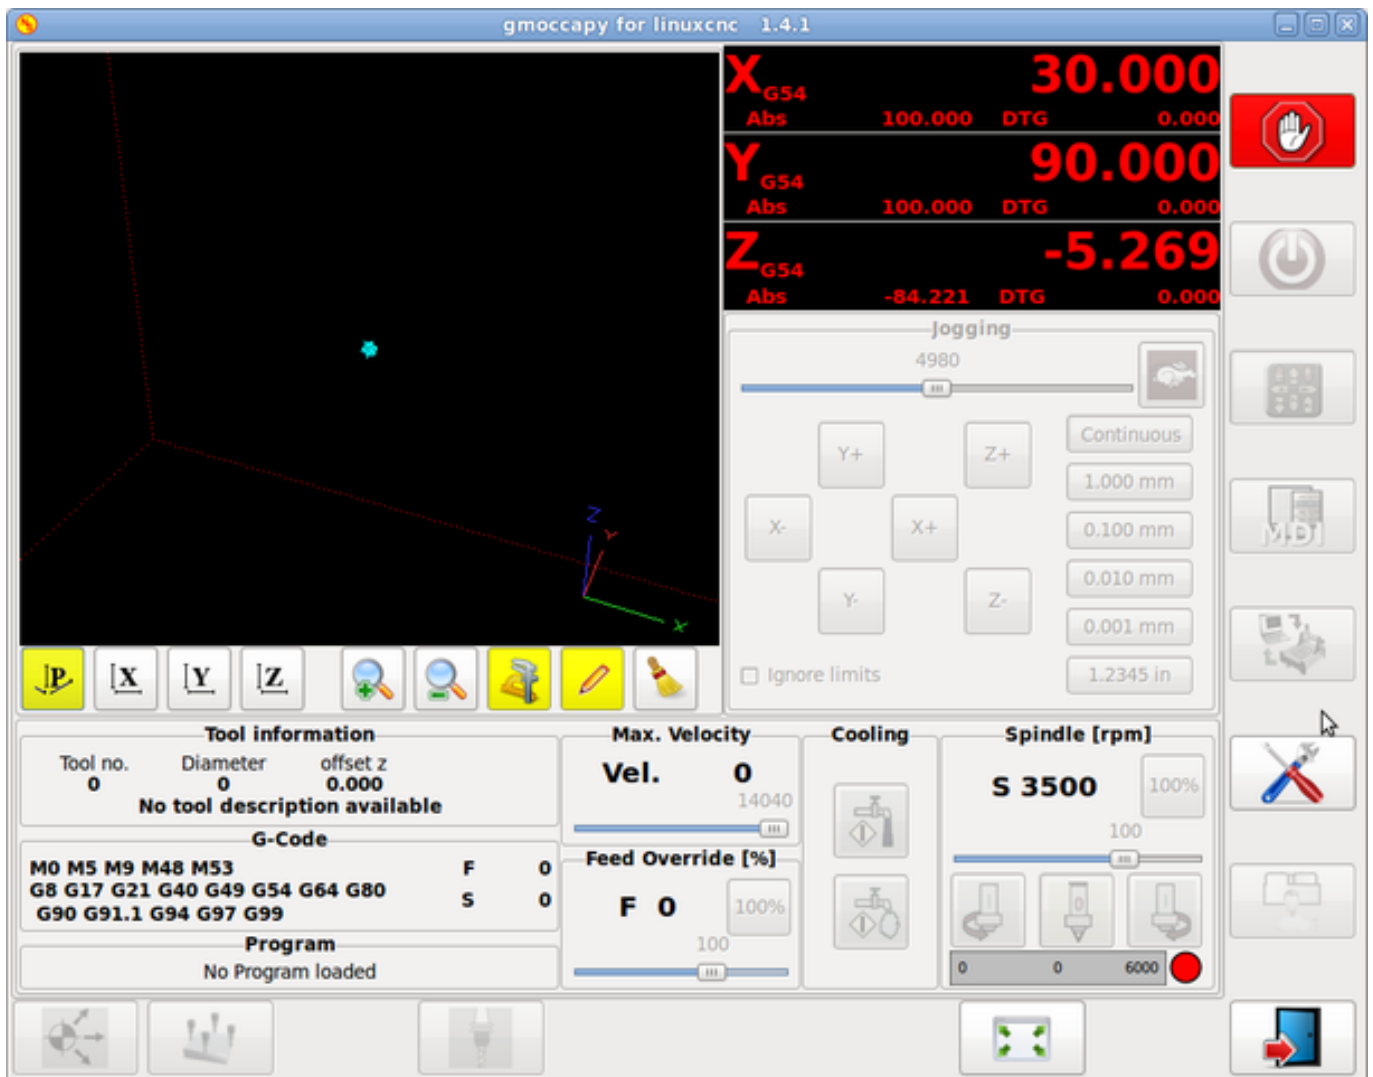 gmoccapy for linuxcnc 1.4.1
X G54 30.000
Abs 100.000 DTG 0.000
Y G54 90.000
Abs 100.000 DTG 0.000
Z G54 -5.269
Abs -84.221 DTG 0.000
Jogging
4980
Continuous
Y+ Z+
1.000 mm
X- X+
0.100 mm
0.010 mm
Y- Z-
0.001 mm
Ignore limits
1.2345 in
MDI
Z
Y
X
P X Y Z
Tool information
Tool no. Diameter offset z
0 0 0.000
No tool description available
G-Code
M0 M5 M9 M48 M53
G8 G17 G21 G40 G49 G54 G64 G80
G90 G91.1 G94 G97 G99
F 0
S 0
Program
No Program loaded
Max. Velocity
Vel. 0
14040
Feed Override [%]
F 0 100%
100
Cooling
Spindle [rpm]
S 3500 100%
100
0
0 0 6000